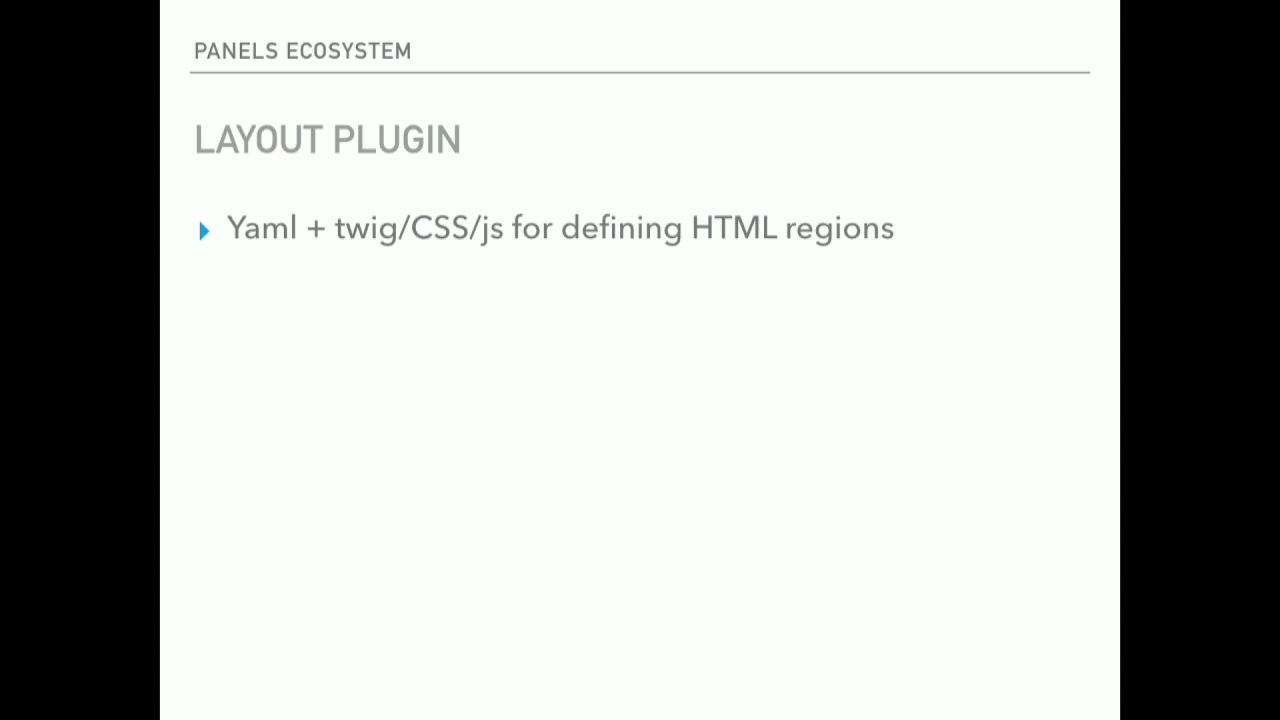 PANELS ECOSYSTEM
LAYOUT PLUGIN
Yaml + twig/CSS/js for defining HTML regions